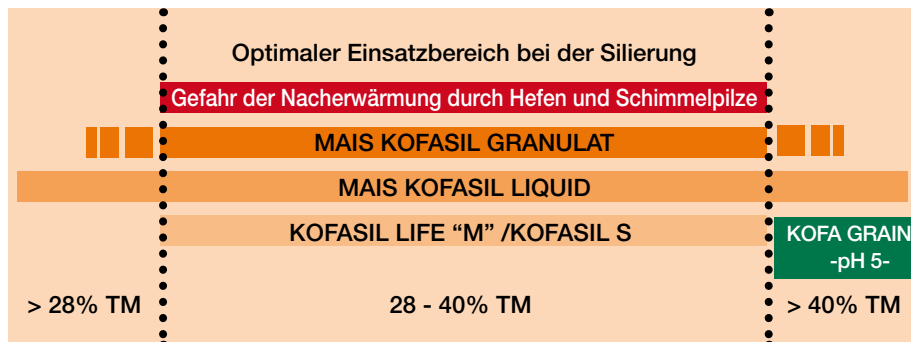 Optimaler Einsatzbereich bei der Silierung
Gefahr der Nacherwärmung durch Hefen und Schimmelpilze
MAIS KOFASIL GRANULAT
MAIS KOFASIL LIQUID
KOFASIL LIFE “M” /KOFASIL S
KOFA GRAIN
-pH 5-
> 28% TM
28 - 40% TM
> 40% TM